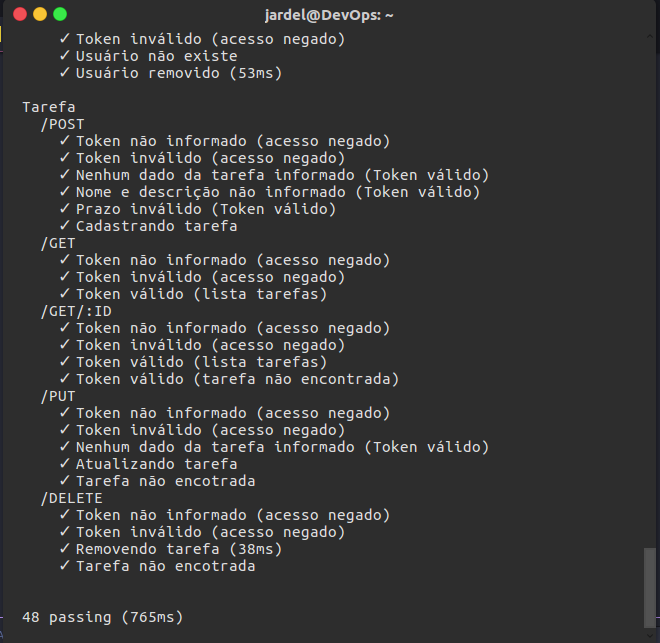 jardel@DevOps: ~
✓ Token inválido (acesso negado)
✓ Usuário não existe
✓ Usuário removido (53ms)
Tarefa
/POST
✓ Token não informado (acesso negado)
✓ Token inválido (acesso negado)
✓ Nenhum dado da tarefa informado (Token válido)
✓ Nome e descrição não informado (Token válido)
✓ Prazo inválido (Token válido)
✓ Cadastrando tarefa
/GET
✓ Token não informado (acesso negado)
✓ Token inválido (acesso negado)
✓ Token válido (lista tarefas)
/GET/:ID
✓ Token não informado (acesso negado)
✓ Token inválido (acesso negado)
✓ Token válido (lista tarefas)
✓ Token válido (tarefa não encontrada)
/PUT
✓ Token não informado (acesso negado)
✓ Token inválido (acesso negado)
✓ Nenhum dado da tarefa informado (Token válido)
✓ Atualizando tarefa
✓ Tarefa não encotrada
/DELETE
✓ Token não informado (acesso negado)
✓ Token inválido (acesso negado)
✓ Removendo tarefa (38ms)
✓ Tarefa não encotrada
48 passing (765ms)